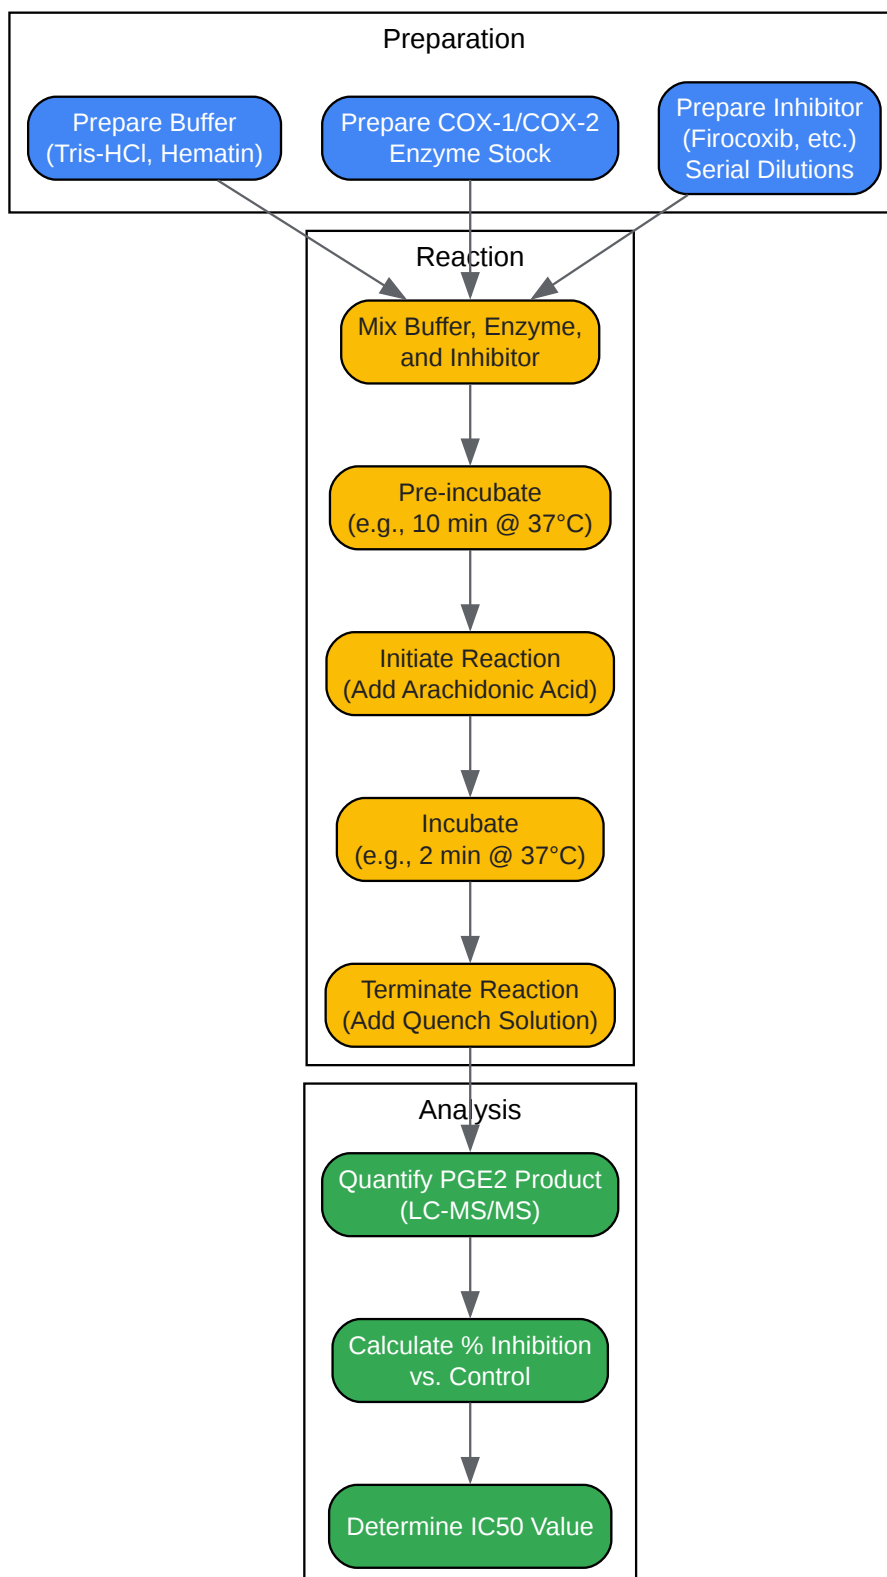 Preparation
Prepare Buffer
(Tris-HCl, Hematin)
Prepare COX-1/COX-2
Enzyme Stock
Prepare Inhibitor
(Firocoxib, etc.)
Serial Dilutions
Reaction
Mix Buffer, Enzyme,
and Inhibitor
Pre-incubate
(e.g., 10 min @ 37°C)
Initiate Reaction
(Add Arachidonic Acid)
Incubate
(e.g., 2 min @ 37°C)
Terminate Reaction
(Add Quench Solution)
Analysis
Quantify PGE2 Product
(LC-MS/MS)
Calculate % Inhibition
vs. Control
Determine IC50 Value